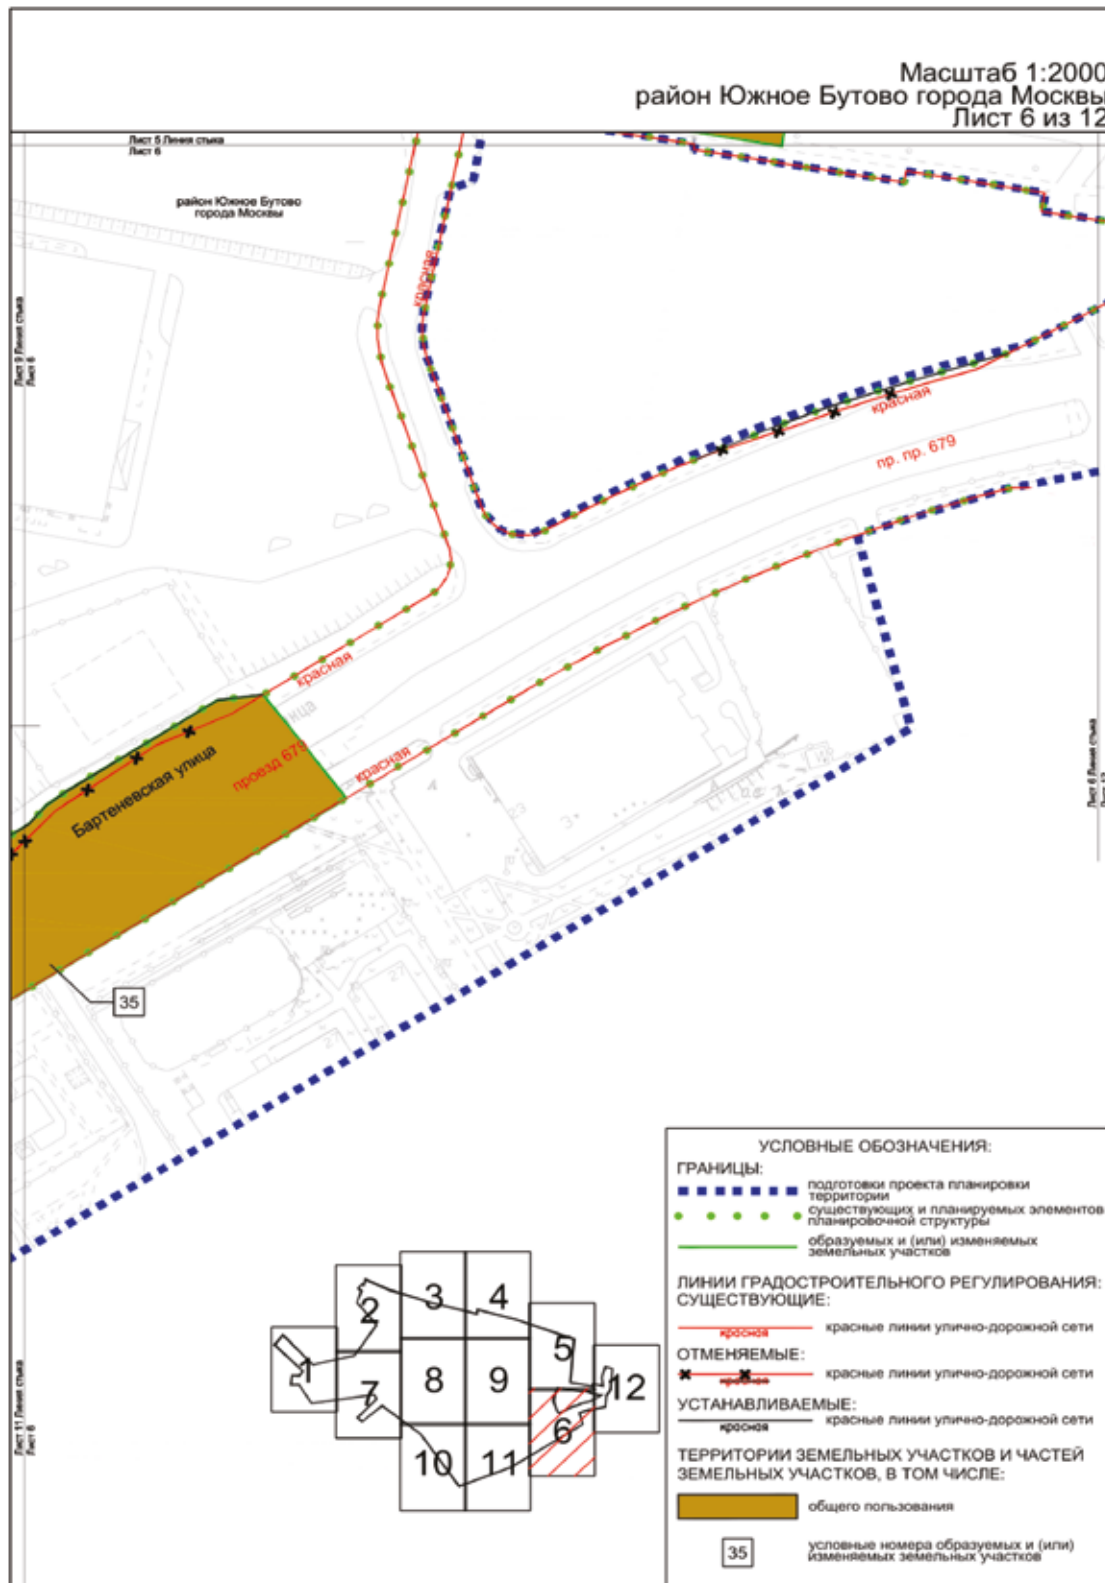 Масштаб 1:2000
район Южное Бутово города Москвы
Лист 6 из 12
Лист 5 Линия стыка
Лист 6
район Южное Бутово
города Москвы
Лист 9 Линия стыка
Лист 6
красная
красная
пр. пр. 679
красная
ица
проезд 679
красная
Бартеневская улица
35
Лист 6 Линия стыка
Лист 11 Линия стыка
Лист 6
УСЛОВНЫЕ ОБОЗНАЧЕНИЯ:
ГРАНИЦЫ:
подготовки проекта планировки
территории
существующих и планируемых элементов
планировочной структуры
образуемых и (или) изменяемых
земельных участков
ЛИНИИ ГРАДОСТРОИТЕЛЬНОГО РЕГУЛИРОВАНИЯ:
СУЩЕСТВУЮЩИЕ:
красная красные линии улично-дорожной сети
ОТМЕНЯЕМЫЕ:
красная красные линии улично-дорожной сети
УСТАНАВЛИВАЕМЫЕ:
красная красные линии улично-дорожной сети
ТЕРРИТОРИИ ЗЕМЕЛЬНЫХ УЧАСТКОВ И ЧАСТЕЙ
ЗЕМЕЛЬНЫХ УЧАСТКОВ, В ТОМ ЧИСЛЕ:
общего пользования
35 условные номера образуемых и (или)
изменяемых земельных участков
1
2
3
4
5
6
7
8
9
10
11
12